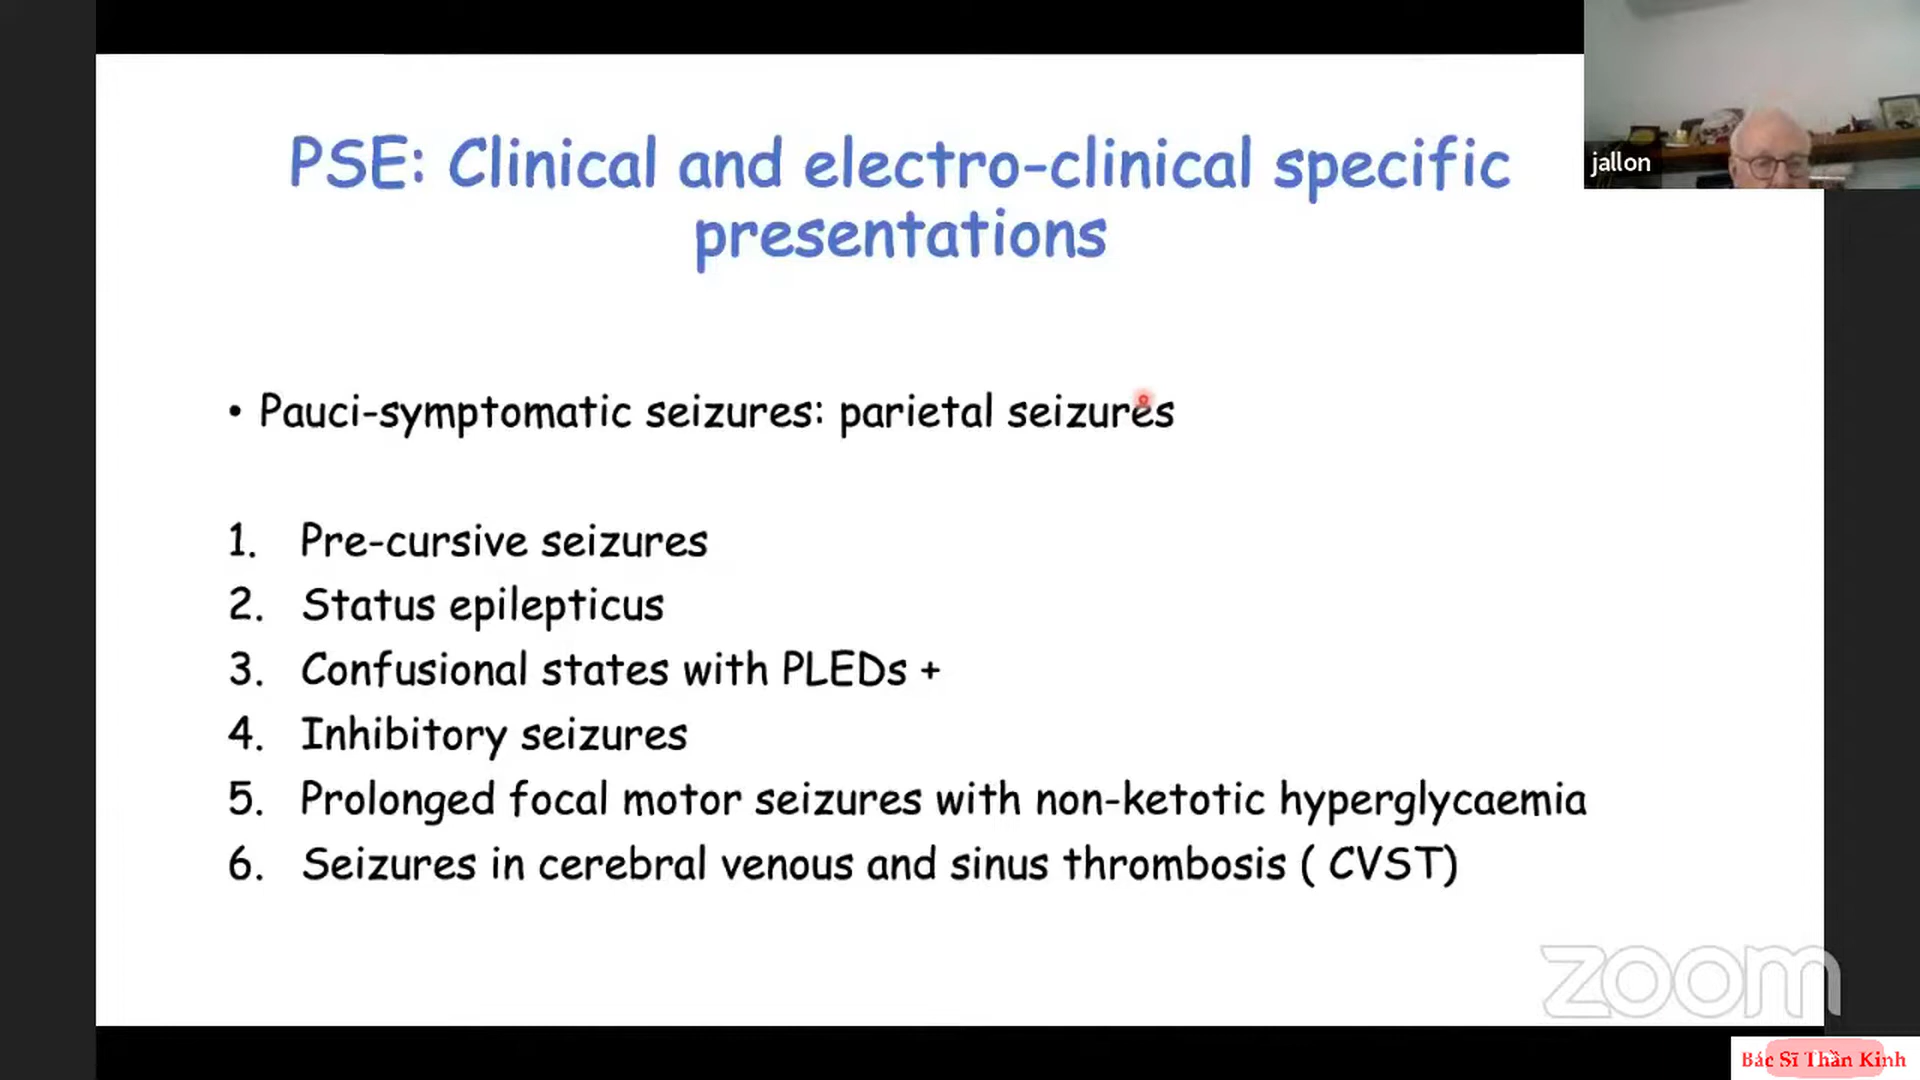 PSE: Clinical and electro-clinical specific
presentations
jallon
• Pauci-symptomatic seizures: parietal seizures
1. Pre-cursive seizures
2. Status epilepticus
3. Confusional states with PLEDs +
4. Inhibitory seizures
5. Prolonged focal motor seizures with non-ketotic hyperglycaemia
6. Seizures in cerebral venous and sinus thrombosis ( CVST)
zoom
Bác Sĩ Thần Kinh